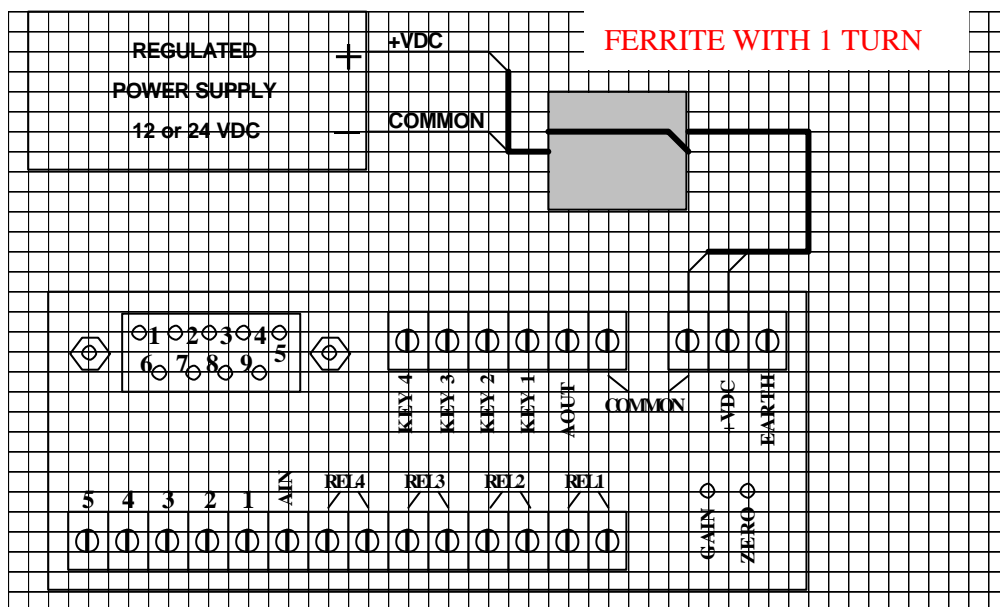 FERRITE WITH 1 TURN
REGULATED
POWER SUPPLY
12 or 24 VDC
+
−
+VDC
COMMON
1 2 3 4 5
6 7 8 9
KEY 4
KEY 3
KEY 2
KEY 1
AOUT
COMMON
+VDC
EARTH
5 4 3 2 1
AIN
REL4 REL3 REL2 REL1
GAIN
ZERO